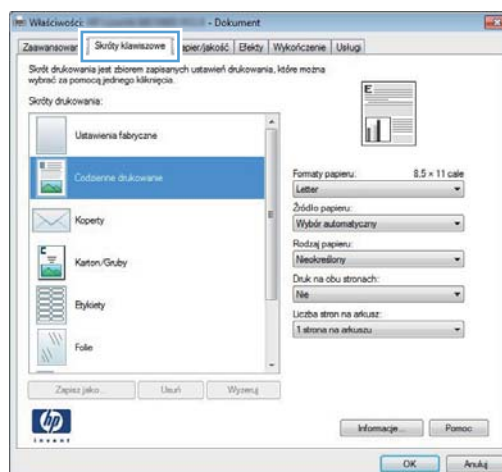 Właściwości: - Dokument
Zaawansowan Skróty klawiszowe apier/jakość Efekty Wykończenie Usługi
Skrót drukowania jest zbiorem zapisanych ustawień drukowania, które można
wybrać za pomocą jednego kliknięcia.
Skróty drukowania:
Ustawienia fabryczne
Codzienne drukowanie
Koperty
Karton/Gruby
Etykiety
Folie
E
Formaty papieru: 8,5 × 11 cale
Letter
Źródło papieru:
Wybór automatyczny
Rodzaj papieru:
Nieokreślony
Druk na obu stronach:
Nie
Liczba stron na arkusz:
1 strona na arkuszu
Zapisz jako... Usuń Wyzeruj
hp
invent
Informacje... Pomoc
OK Anuluj